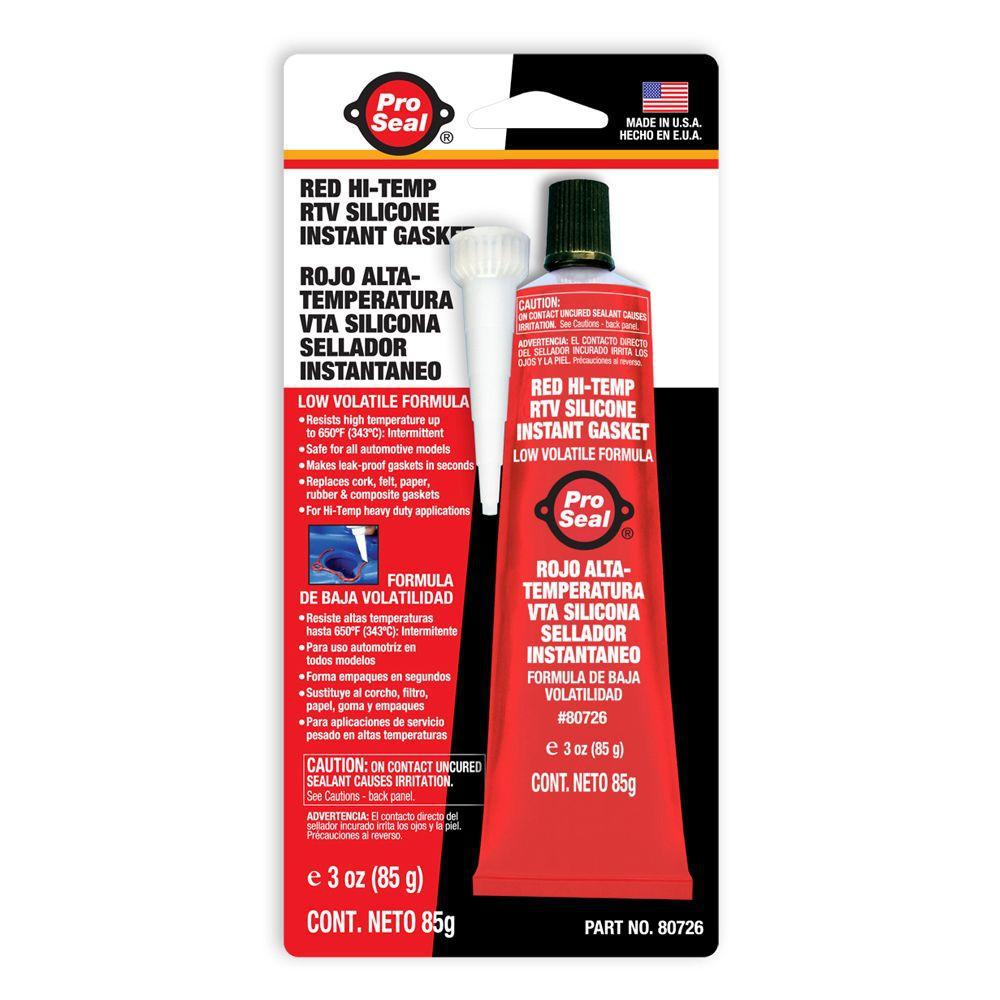 Pro
Seal
®
MADE IN U.S.A.
HECHO EN E.U.A.
RED HI-TEMP
RTV SILICONE
INSTANT GASKET
ROJO ALTA-
TEMPERATURA
VTA SILICONA
SELLADOR
INSTANTANEO
LOW VOLATILE FORMULA
•Resists high temperature up
to 650ºF (343ºC): Intermittent
•Safe for all automotive models
•Makes leak-proof gaskets in seconds
•Replaces cork, felt, paper,
rubber & composite gaskets
•For Hi-Temp heavy duty applications
FORMULA
DE BAJA VOLATILIDAD
•Resiste altas temperaturas
hasta 650ºF (343ºC): Intermitente
•Para uso automotriz en
todos modelos
•Forma empaques en segundos
•Sustituye al corcho, filtro,
papel, goma y empaques
•Para aplicaciones de servicio
pesado en altas temperaturas
CAUTION: ON CONTACT UNCURED
SEALANT CAUSES IRRITATION.
See Cautions - back panel.
ADVERTENCIA: El contacto directo del
sellador incurado irrita los ojos y la piel.
Précauciones al reverso.
e 3 oz (85 g)
CONT. NETO 85g
CAUTION:
ON CONTACT UNCURED SEALANT CAUSES
IRRITATION. See Cautions - back panel.
ADVERTENCIA: EL CONTACTO DIRECTO
DEL SELLADOR INCURADO IRRITA LOS
OJOS Y LA PIEL. Précauciones al reverso.
RED HI-TEMP
RTV SILICONE
INSTANT GASKET
LOW VOLATILE FORMULA
Pro
Seal
®
ROJO ALTA-
TEMPERATURA
VTA SILICONA
SELLADOR
INSTANTANEO
FORMULA DE BAJA
VOLATILIDAD
#80726
e 3 oz (85 g)
CONT. NETO 85g
PART NO. 80726